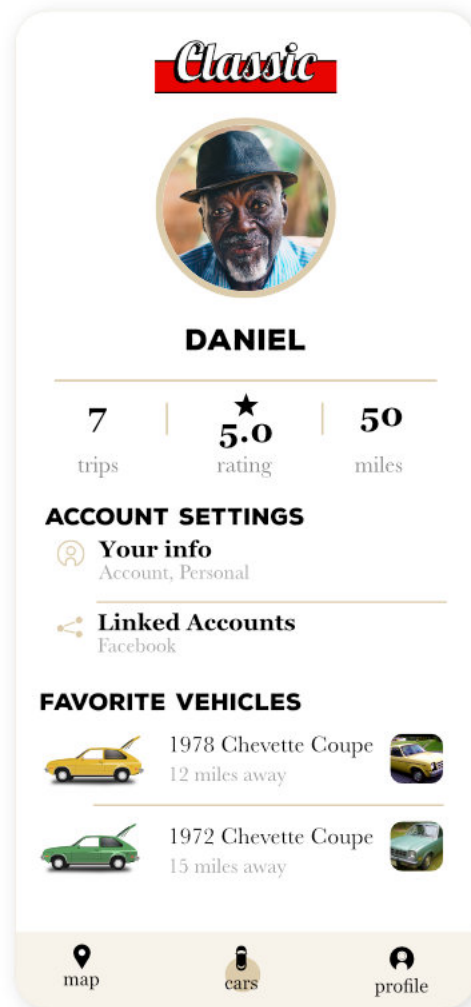 Classic
DANIEL
7
★
5.0
50
trips
rating
miles
ACCOUNT SETTINGS
Your info
Account, Personal
Linked Accounts
Facebook
FAVORITE VEHICLES
1978 Chevette Coupe
12 miles away
1972 Chevette Coupe
15 miles away
map
cars
profile